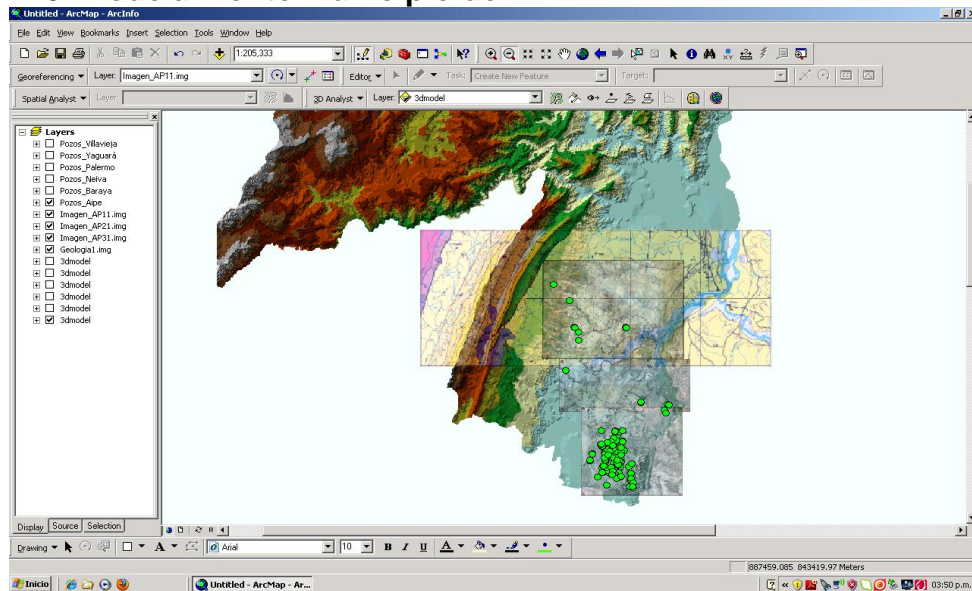 Untitled - ArcMap - ArcInfo
File Edit View Bookmarks Insert Selection Tools Window Help
1:205,333
Georeferencing Layer: Imagen_AP11.img Editor Task: Create New Feature Target:
Spatial Analyst Layer: 3D Analyst Layer: 3dmodel
Layers
Pozos_Villavieja
Pozos_Yaguará
Pozos_Palermo
Pozos_Neiva
Pozos_Baraya
Pozos_Aipe
Imagen_AP11.img
Imagen_AP21.img
Imagen_AP31.img
Geologia1.img
3dmodel
3dmodel
3dmodel
3dmodel
3dmodel
3dmodel
Display Source Selection
Drawing A Arial 10 B I U A
887459.085 843419.97 Meters
Inicio Untitled - ArcMap - Ar... 03:50 p.m.